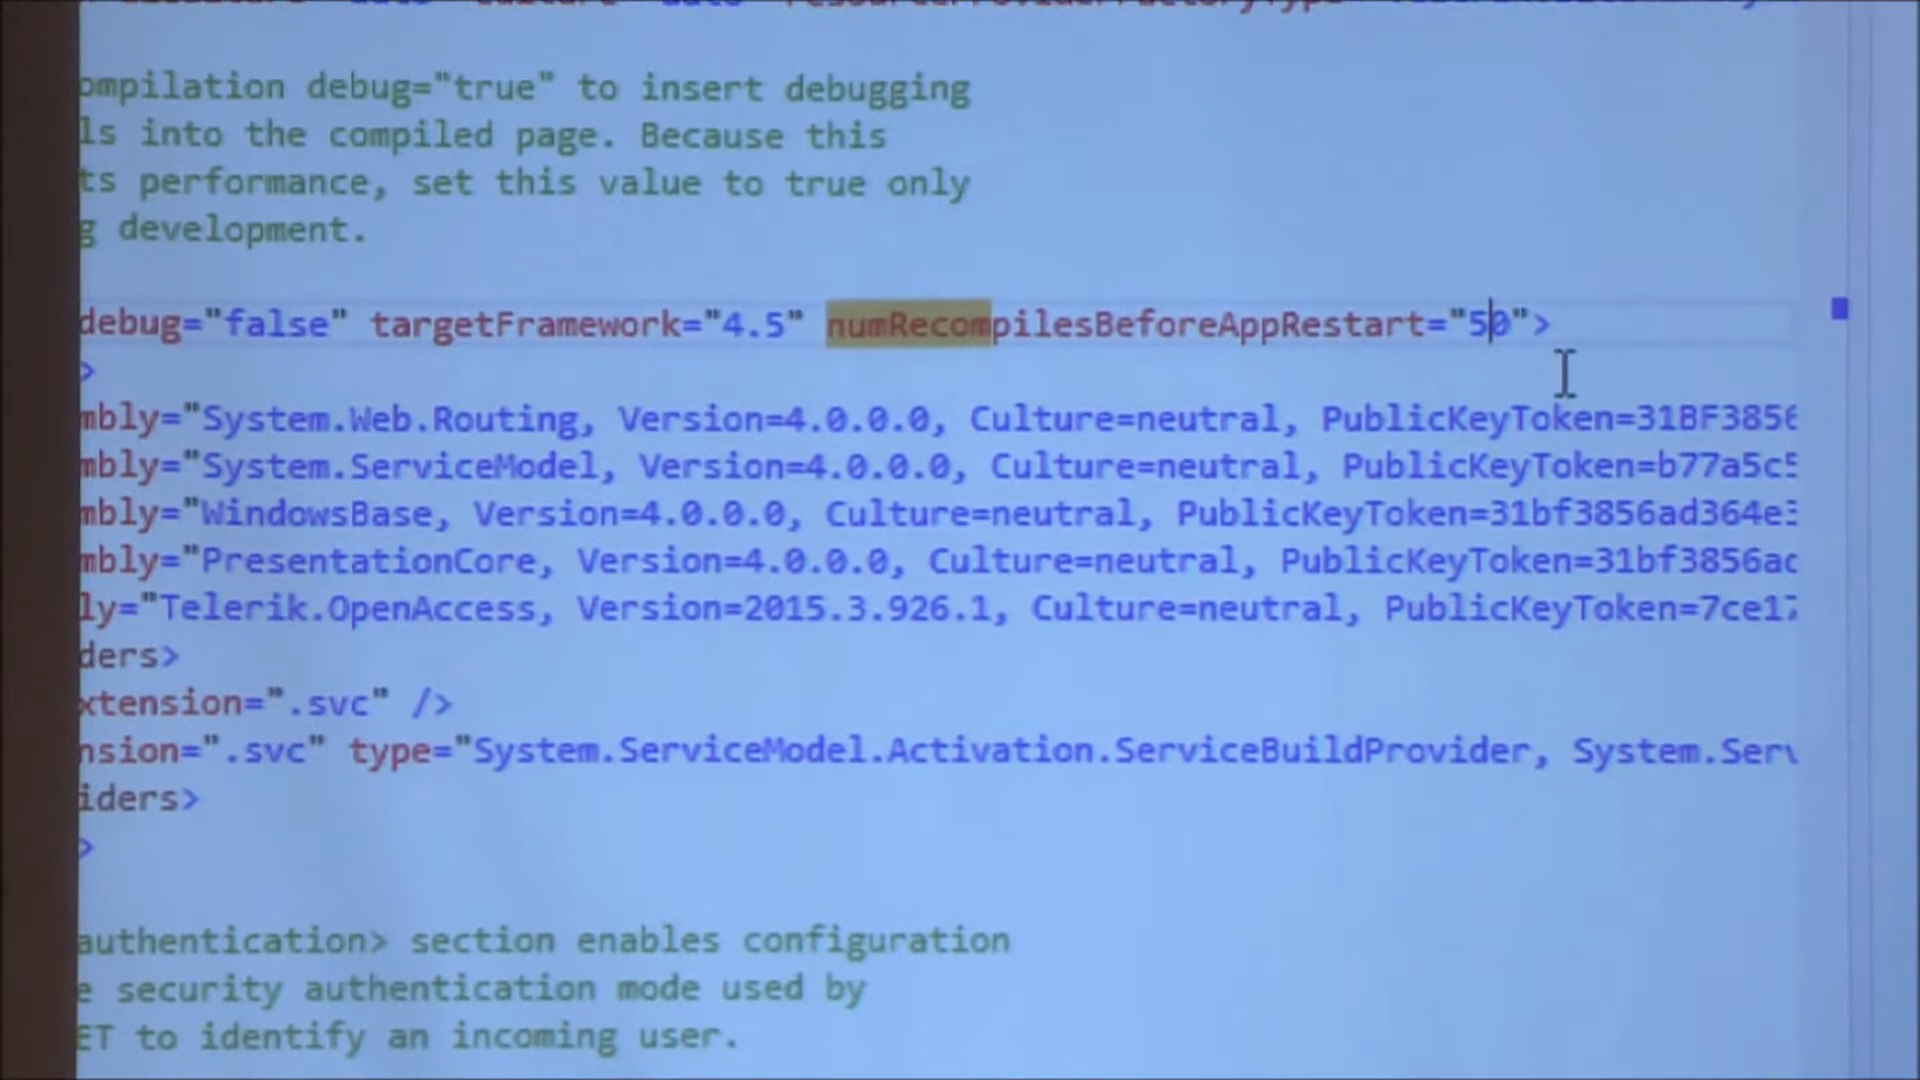 ompilation debug="true" to insert debugging
ls into the compiled page. Because this
ts performance, set this value to true only
g development.
debug="false" targetFramework="4.5" numRecompilesBeforeAppRestart="50">
>
mbly="System.Web.Routing, Version=4.0.0.0, Culture=neutral, PublicKeyToken=31BF3856
mbly="System.ServiceModel, Version=4.0.0.0, Culture=neutral, PublicKeyToken=b77a5c5
mbly="WindowsBase, Version=4.0.0.0, Culture=neutral, PublicKeyToken=31bf3856ad364e3
mbly="PresentationCore, Version=4.0.0.0, Culture=neutral, PublicKeyToken=31bf3856ad
ly="Telerik.OpenAccess, Version=2015.3.926.1, Culture=neutral, PublicKeyToken=7ce17
ders>
xtension=".svc" />
nsion=".svc" type="System.ServiceModel.Activation.ServiceBuildProvider, System.Serv
iders>
>
authentication> section enables configuration
e security authentication mode used by
ET to identify an incoming user.